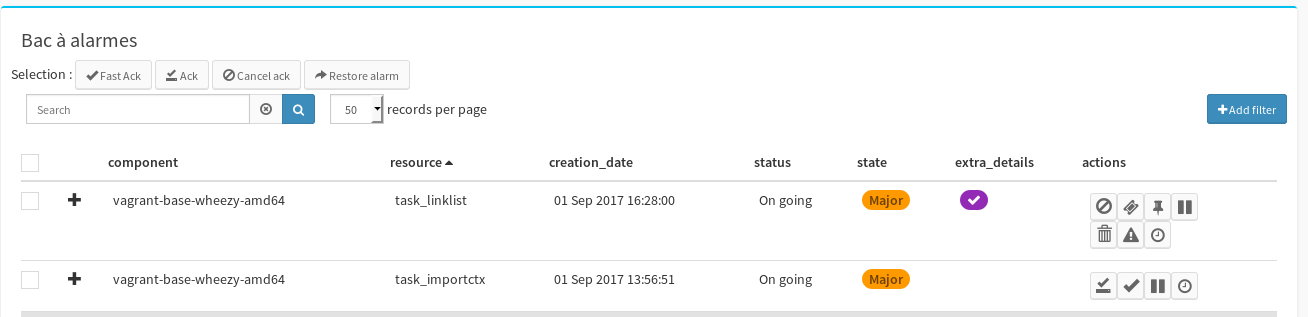 Bac à alarmes
Selection : Fast Ack Ack Cancel ack Restore alarm
Search 50 records per page Add filter
component resource creation_date status state extra_details actions
vagrant-base-wheezy-amd64 task_linklist 01 Sep 2017 16:28:00 On going Major
vagrant-base-wheezy-amd64 task_importctx 01 Sep 2017 13:56:51 On going Major